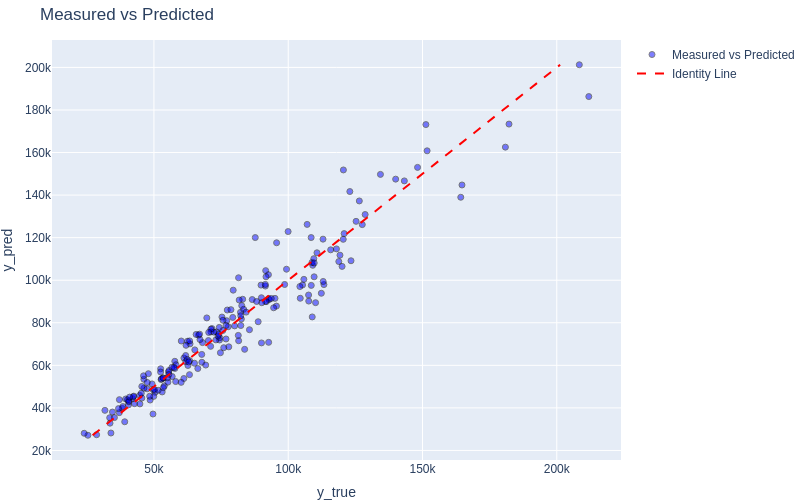 Measured vs Predicted
Measured vs Predicted
Identity Line
200k
180k
160k
140k
120k
100k
80k
60k
40k
20k
y_pred
50k
100k
150k
200k
y_true